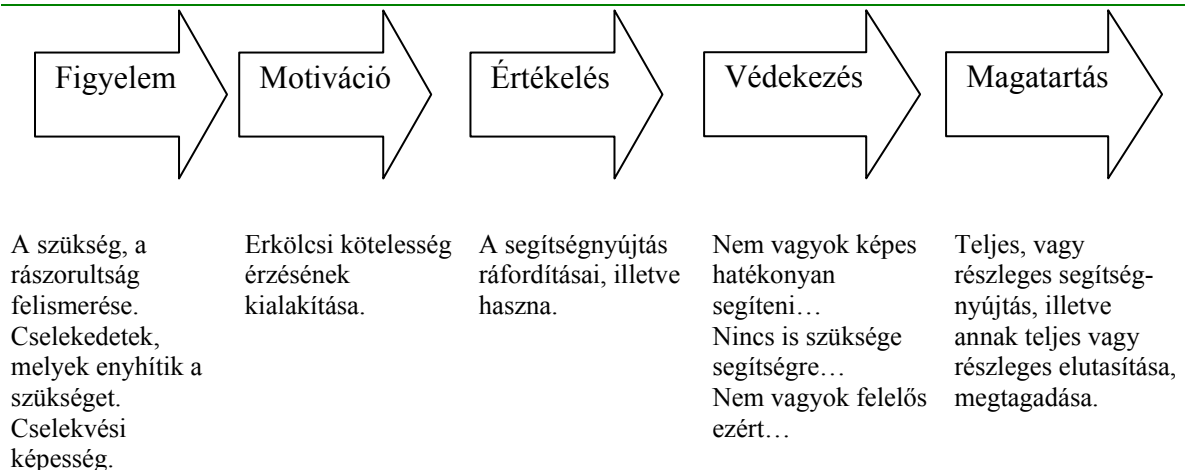 Figyelem
Motiváció
Értékelés
Védekezés
Magatartás
A szükség, a
rászorultság
felismerése.
Cselekedetek,
melyek enyhítik a
szükséget.
Cselekvési
képesség.
Erkölcsi kötelesség
érzésének
kialakítása.
A segítségnyújtás
ráfordításai, illetve
haszna.
Nem vagyok képes
hatékonyan
segíteni…
Nincs is szüksége
segítségre…
Nem vagyok felelős
ezért…
Teljes, vagy
részleges segítség-
nyújtás, illetve
annak teljes vagy
részleges elutasítása,
megtagadása.